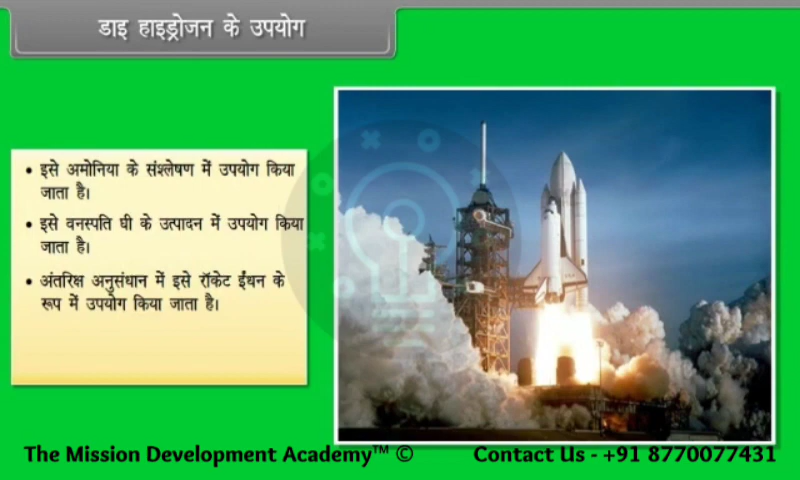 डाइ हाइड्रोजन के उपयोग
• इसे अमोनिया के संश्लेषण में उपयोग किया
जाता है।
• इसे वनस्पति घी के उत्पादन में उपयोग किया
जाता है।
• अंतरिक्ष अनुसंधान में इसे रॉकेट ईंधन के
रूप में उपयोग किया जाता है।
The Mission Development Academy™ ©
Contact Us - +91 8770077431